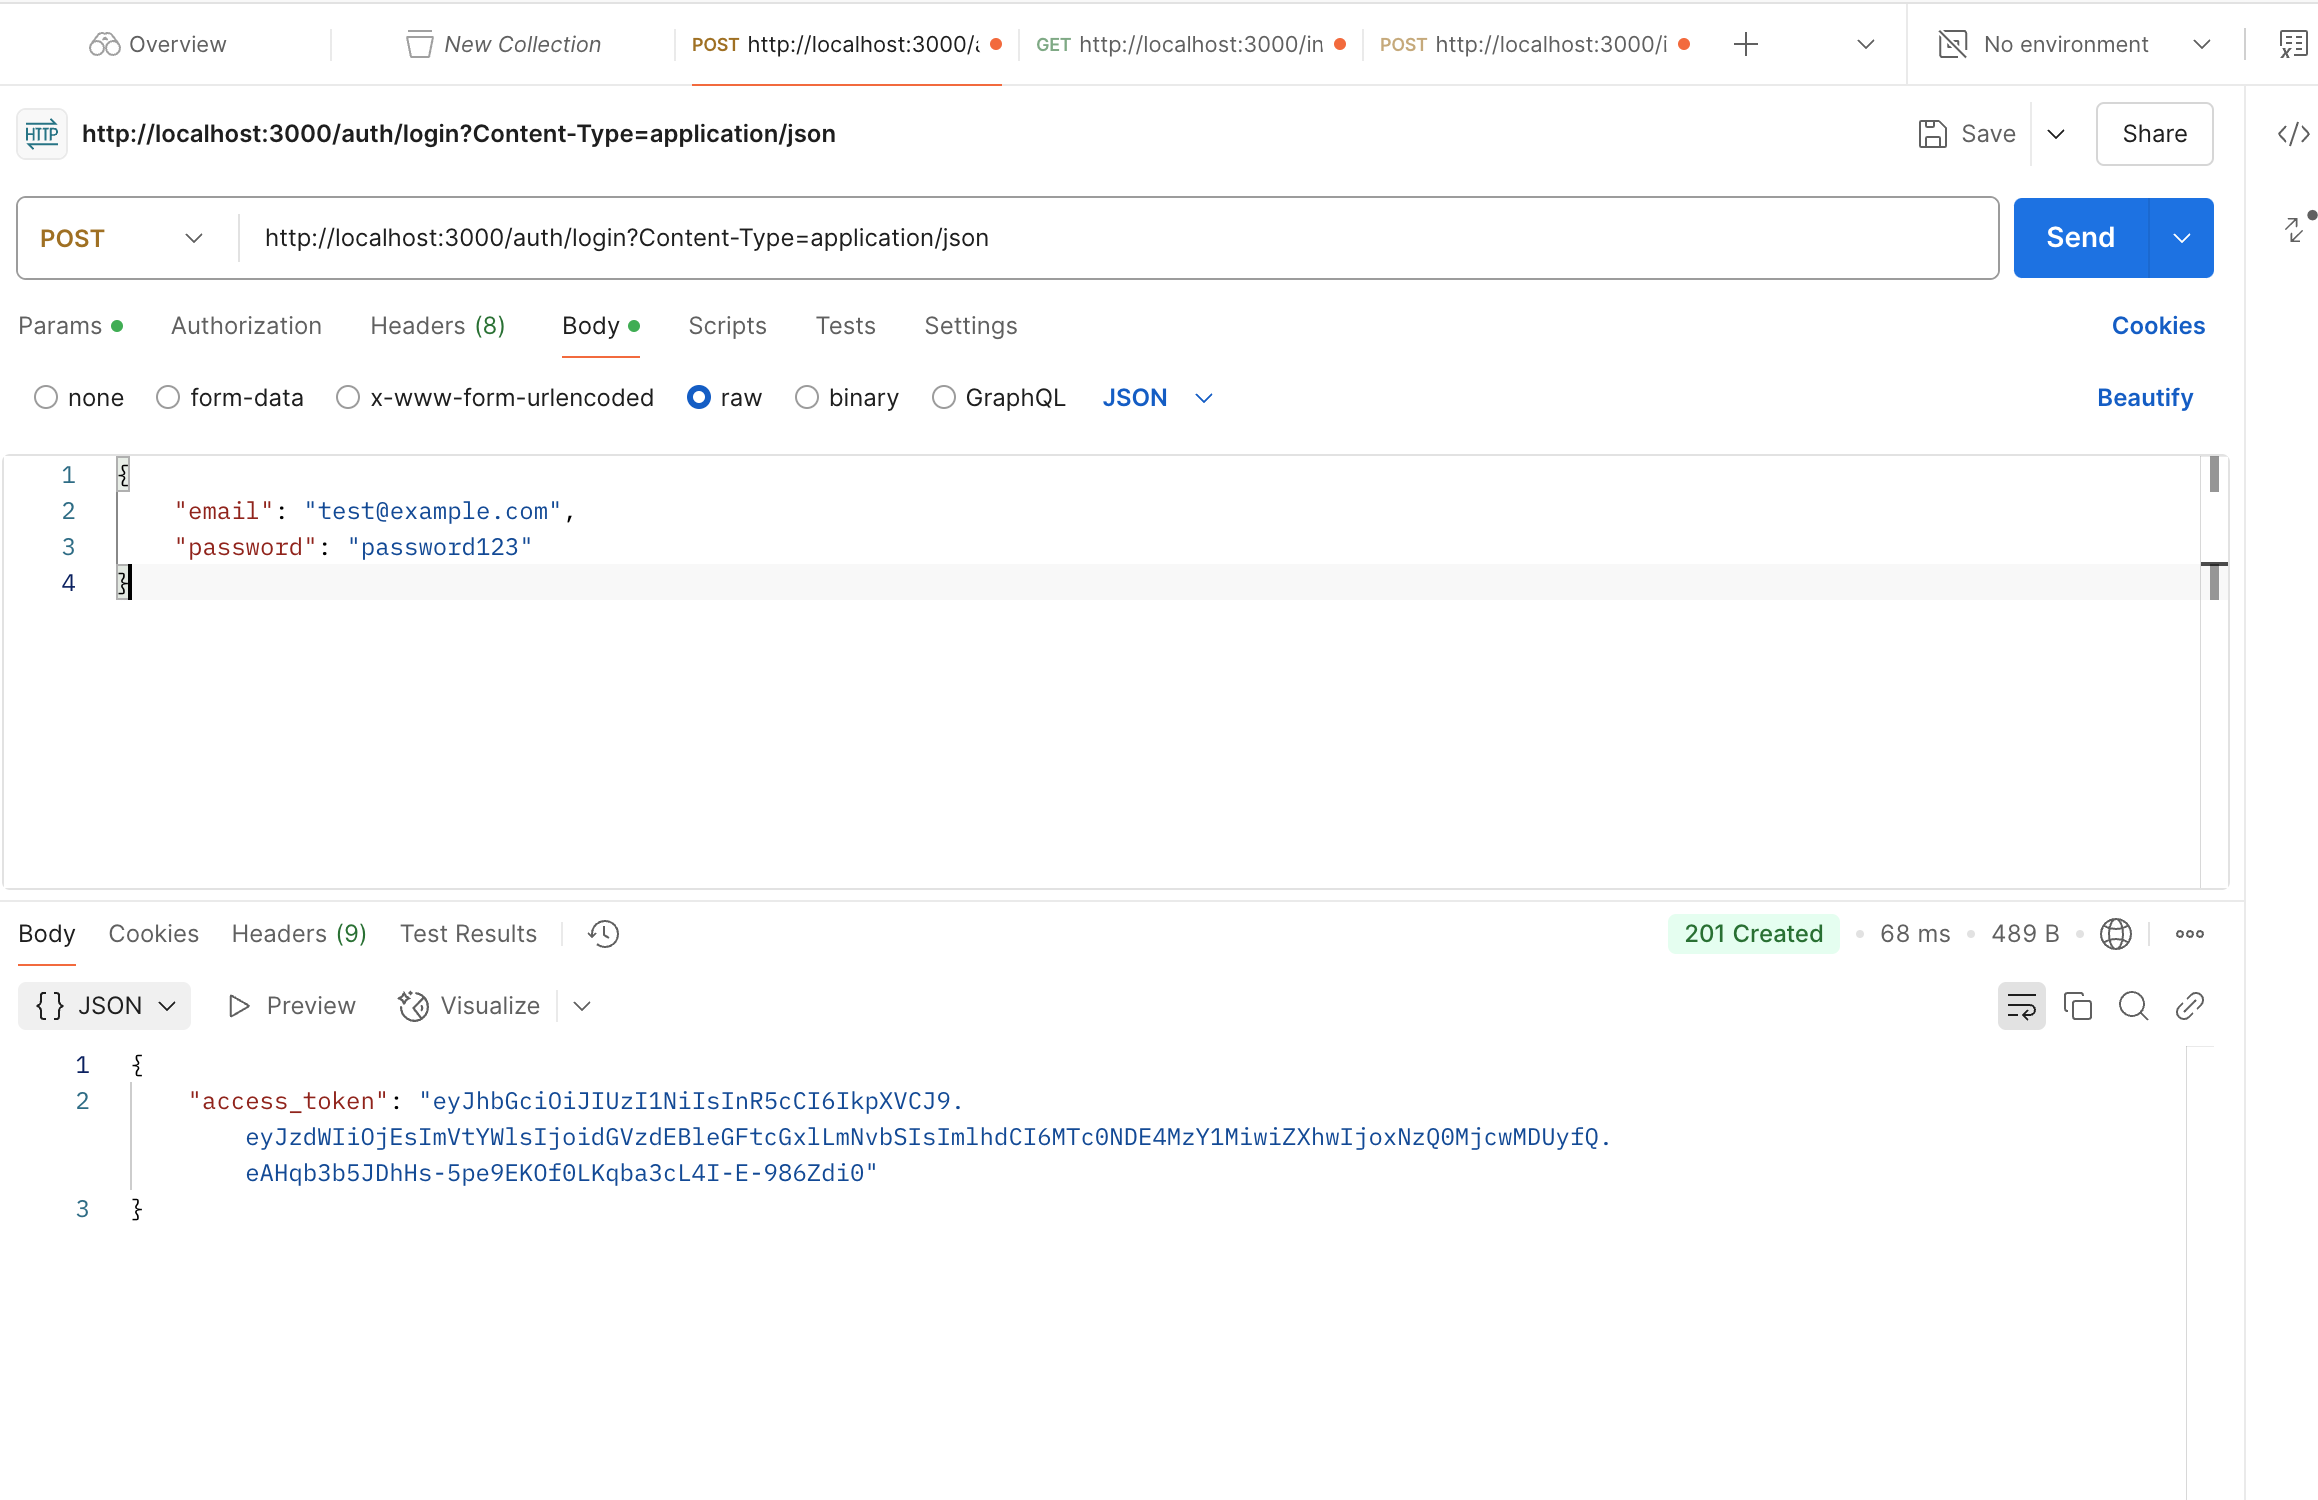 Overview
New Collection
POST http://localhost:3000/a
GET http://localhost:3000/in
POST http://localhost:3000/i
No environment
HTTP http://localhost:3000/auth/login?Content-Type=application/json
Save
Share
POST http://localhost:3000/auth/login?Content-Type=application/json
Send
Params Authorization Headers (8) Body Scripts Tests Settings Cookies
none form-data x-www-form-urlencoded raw binary GraphQL JSON Beautify
1 {
2 "email": "test@example.com",
3 "password": "password123"
4 }
Body Cookies Headers (9) Test Results 201 Created 68 ms 489 B
{} JSON Preview Visualize
1 {
2 "access_token": "eyJhbGciOiJIUzI1NiIsInR5cCI6IkpXVCJ9.
eyJzdWIiOjEsImVtYWlsIjoidGVzdEBleGFtcGxlLmNvbSIsImlhdCI6MTc0NDE4MzY1MiwiZXhwIjoxNzQ0MjcwMDUyfQ.
eAHqb3b5JDhHs-5pe9EKOf0LKqba3cL4I-E-986Zdi0"
3 }